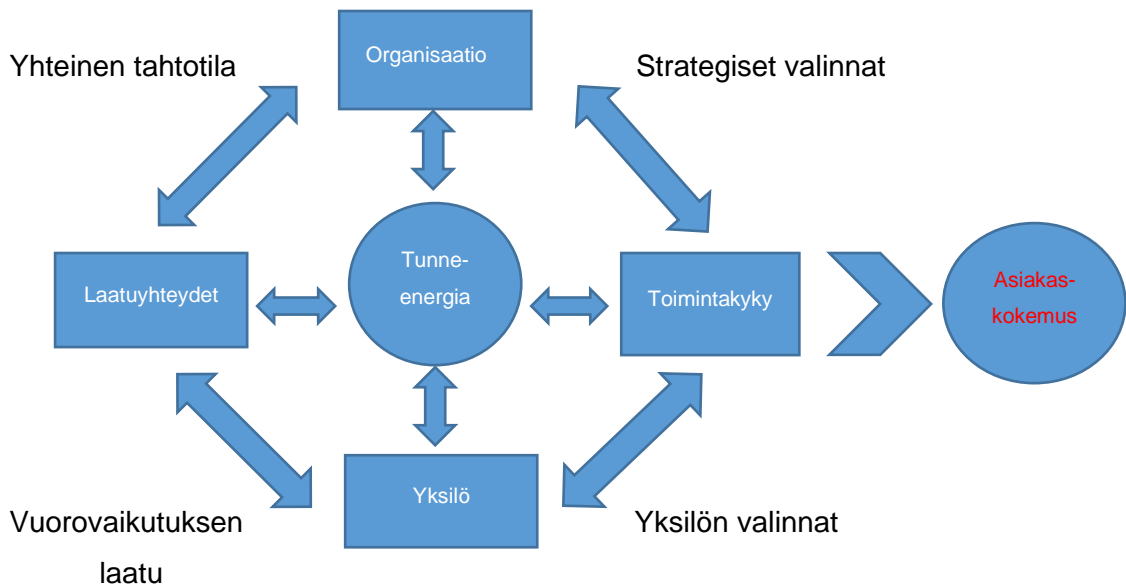 Organisaatio
Yhteinen tahtotila
Strategiset valinnat
Tunne-
energia
Laatuyhteydet
Toimintakyky
Asiakas-
kokemus
Yksilö
Vuorovaikutuksen
laatu
Yksilön valinnat